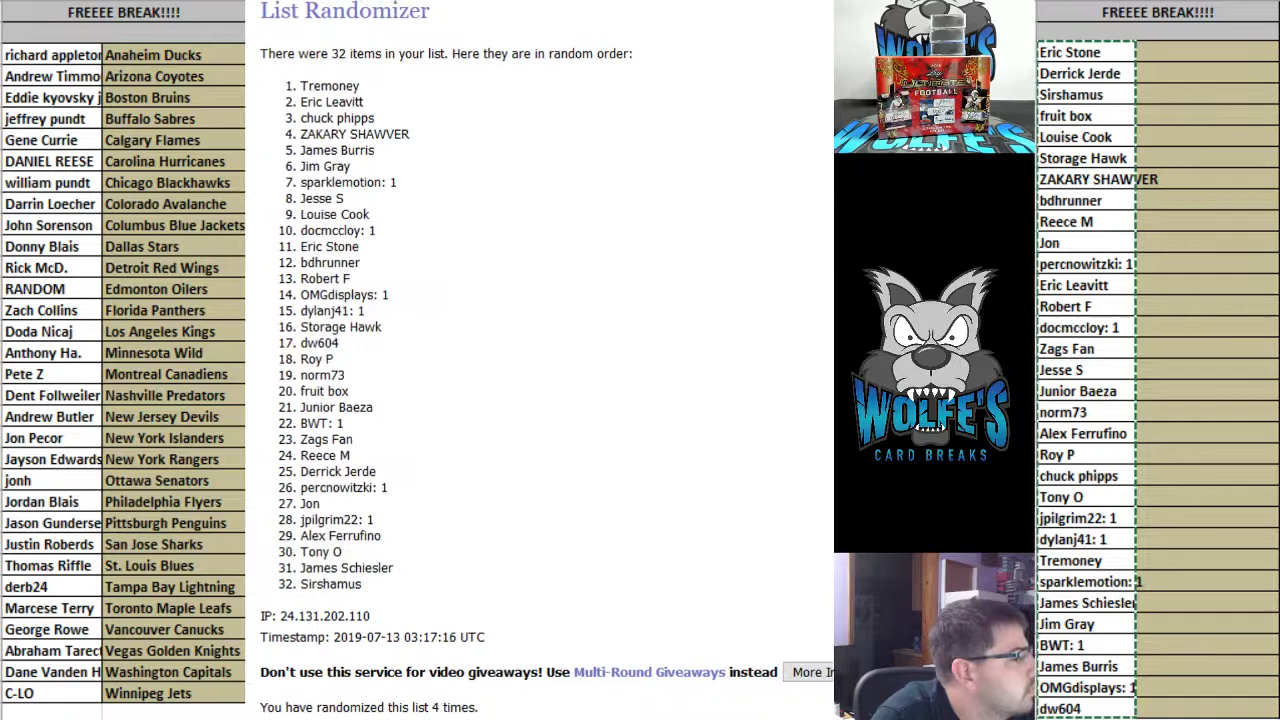 FREEEE BREAK!!!!
richard appleton Anaheim Ducks
Andrew Timmo Arizona Coyotes
Eddie kyovsky j Boston Bruins
jeffrey pundt Buffalo Sabres
Gene Currie Calgary Flames
DANIEL REESE Carolina Hurricanes
william pundt Chicago Blackhawks
Darrin Loecher Colorado Avalanche
John Sorenson Columbus Blue Jackets
Donny Blais Dallas Stars
Rick McD. Detroit Red Wings
RANDOM Edmonton Oilers
Zach Collins Florida Panthers
Doda Nicaj Los Angeles Kings
Anthony Ha. Minnesota Wild
Pete Z Montreal Canadiens
Dent Follweiler Nashville Predators
Andrew Butler New Jersey Devils
Jon Pecor New York Islanders
Jayson Edwards New York Rangers
jonh Ottawa Senators
Jordan Blais Philadelphia Flyers
Jason Gunderse Pittsburgh Penguins
Justin Roberds San Jose Sharks
Thomas Riffle St. Louis Blues
derb24 Tampa Bay Lightning
Marcese Terry Toronto Maple Leafs
George Rowe Vancouver Canucks
Abraham Tarect Vegas Golden Knights
Dane Vanden H Washington Capitals
C-LO Winnipeg Jets
List Randomizer
There were 32 items in your list. Here they are in random order:
1. Tremoney
2. Eric Leavitt
3. chuck phipps
4. ZAKARY SHAWVER
5. James Burris
6. Jim Gray
7. sparklemotion: 1
8. Jesse S
9. Louise Cook
10. docmccloy: 1
11. Eric Stone
12. bdhrunner
13. Robert F
14. OMGdisplays: 1
15. dylanj41: 1
16. Storage Hawk
17. dw604
18. Roy P
19. norm73
20. fruit box
21. Junior Baeza
22. BWT: 1
23. Zags Fan
24. Reece M
25. Derrick Jerde
26. percnowitzki: 1
27. Jon
28. jpilgrim22: 1
29. Alex Ferrufino
30. Tony O
31. James Schiesler
32. Sirshamus
IP: 24.131.202.110
Timestamp: 2019-07-13 03:17:16 UTC
Don't use this service for video giveaways! Use Multi-Round Giveaways instead More In
You have randomized this list 4 times.
ULTIMATE
FOOTBALL
WOLFE'S
WOLFE'S
CARD BREAKS
FREEEE BREAK!!!!
Eric Stone
Derrick Jerde
Sirshamus
fruit box
Louise Cook
Storage Hawk
ZAKARY SHAWVER
bdhrunner
Reece M
Jon
percnowitzki: 1
Eric Leavitt
Robert F
docmccloy: 1
Zags Fan
Jesse S
Junior Baeza
norm73
Alex Ferrufino
Roy P
chuck phipps
Tony O
jpilgrim22: 1
dylanj41: 1
Tremoney
sparklemotion: 1
James Schiesler
Jim Gray
BWT: 1
James Burris
OMGdisplays: 1
dw604